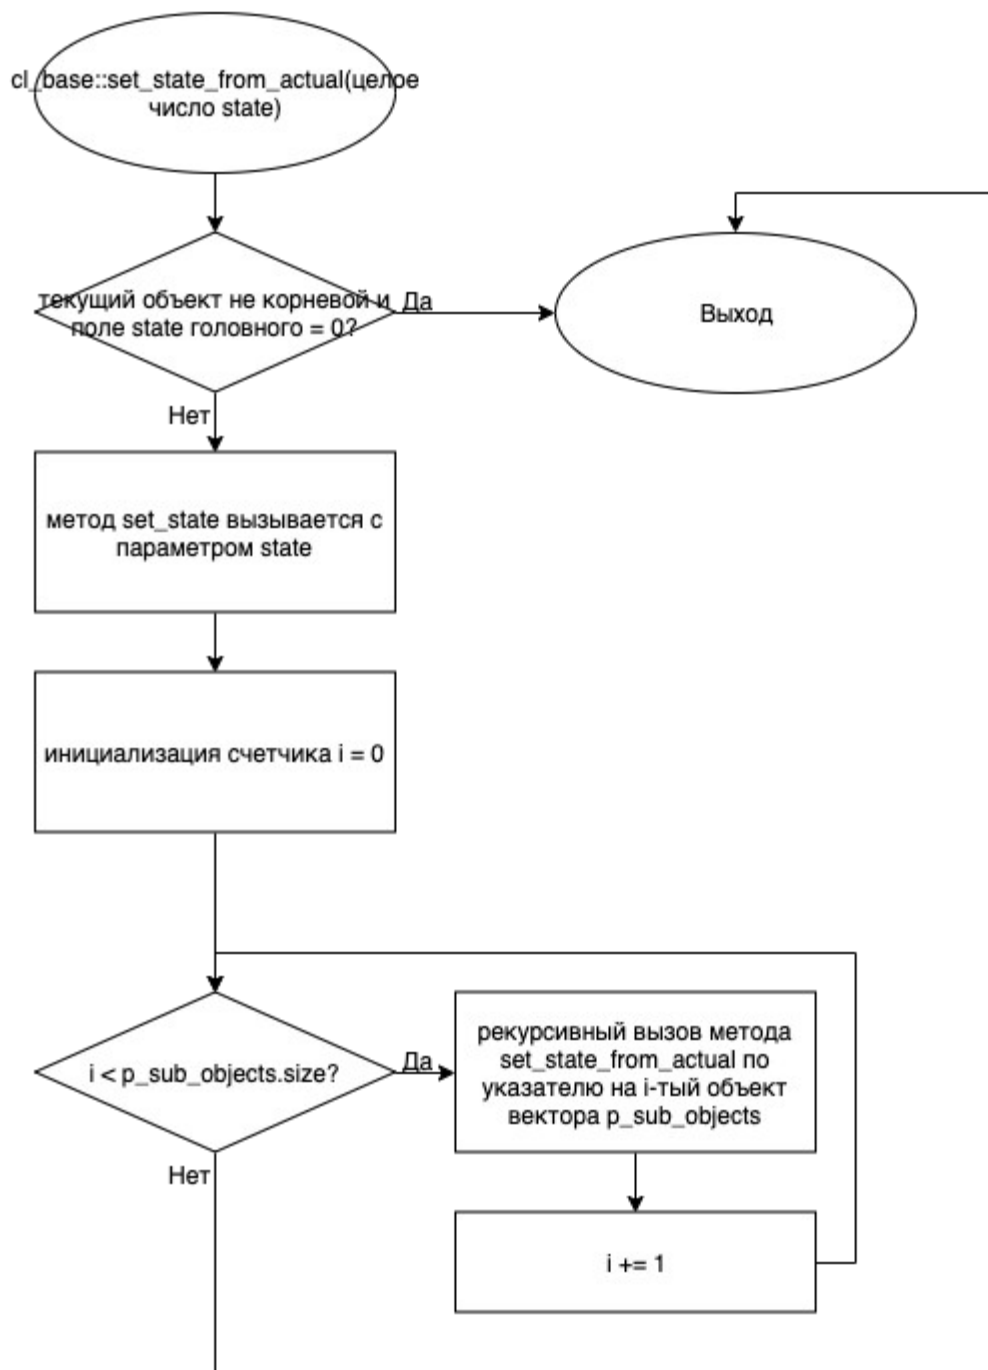 cl_base::set_state_from_actual(целое
число state)
текущий объект не корневой и
поле state головного = 0?
Да
Выход
Нет
метод set_state вызывается с
параметром state
инициализация счетчика i = 0
i < p_sub_objects.size?
Да
рекурсивный вызов метода
set_state_from_actual по
указателю на i-тый объект
вектора p_sub_objects
Нет
i += 1